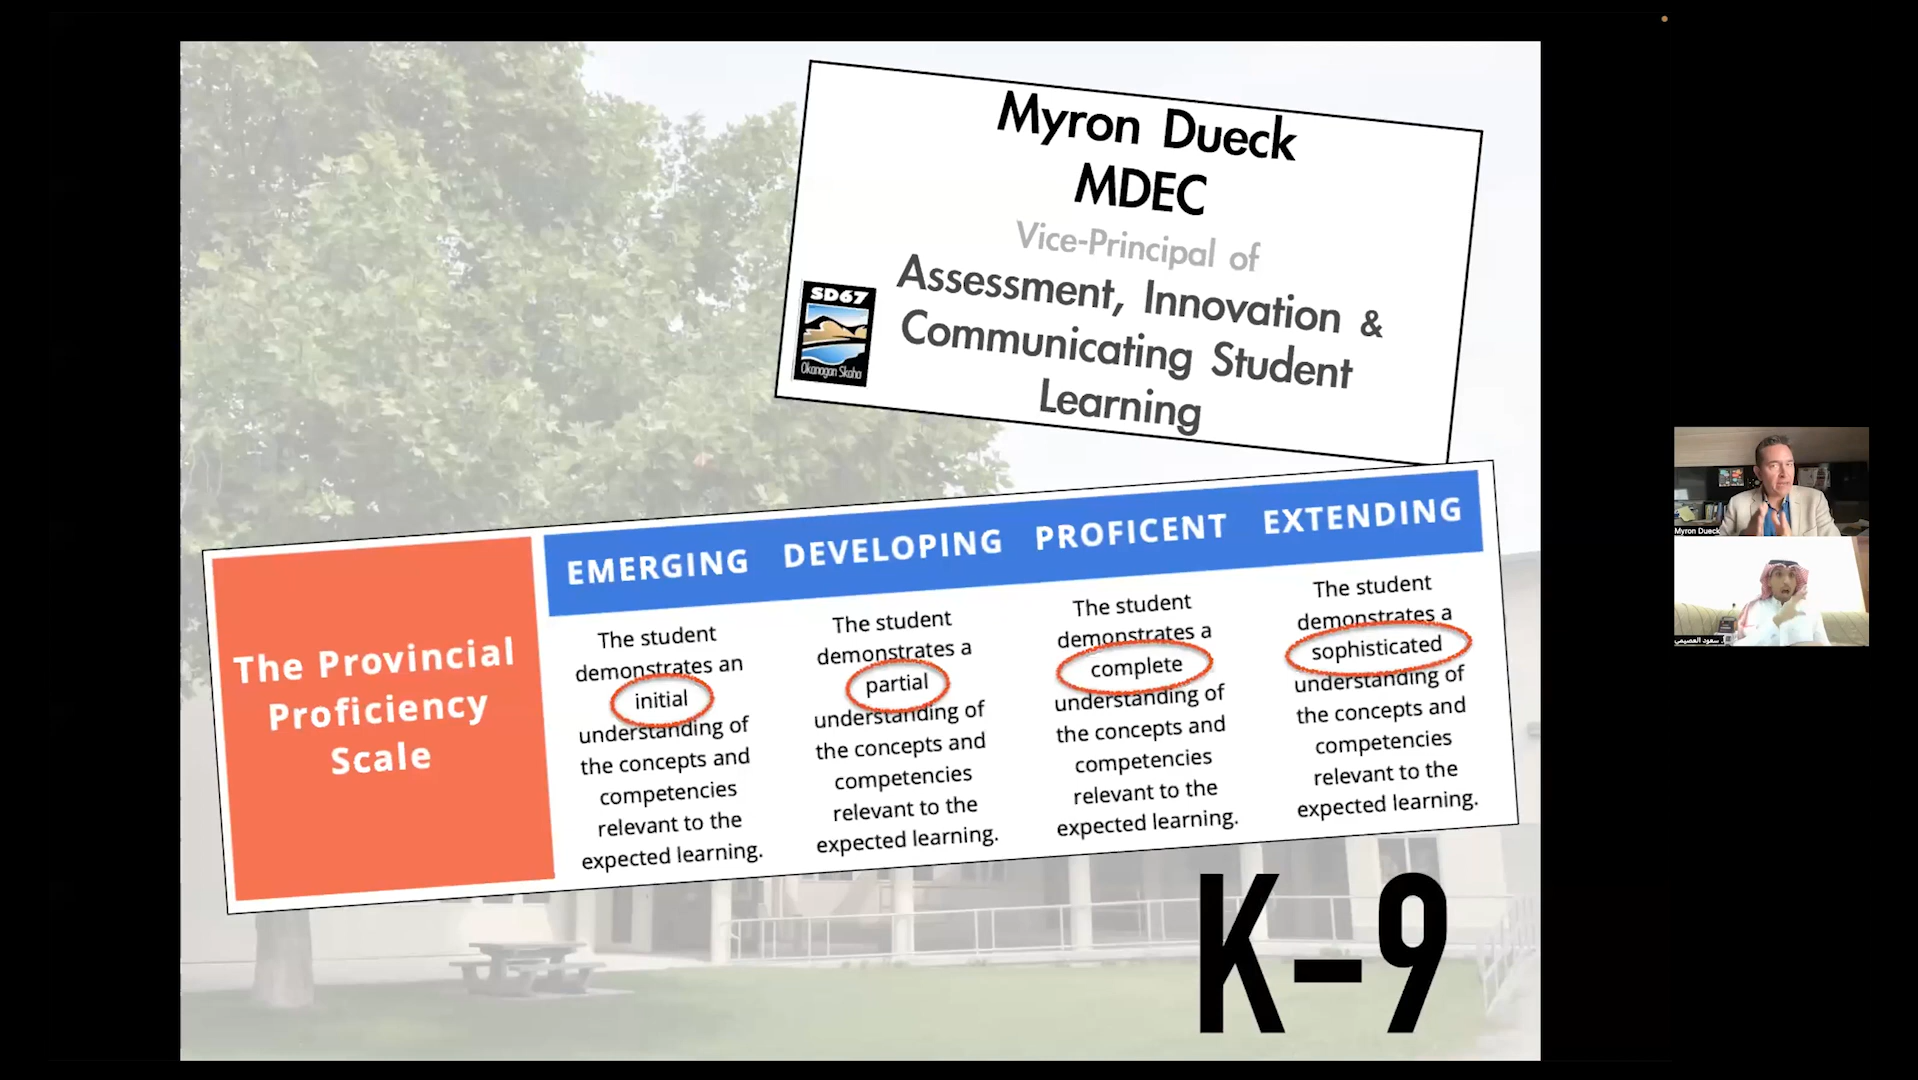 Myron Dueck
MDEC
Vice-Principal of
Assessment, Innovation &
Communicating Student
Learning
SD67
Okanagan Skaha
The Provincial
Proficiency
Scale
EMERGING
The student
demonstrates an
initial
understanding of
the concepts and
competencies
relevant to the
expected learning.
DEVELOPING
The student
demonstrates a
partial
understanding of
the concepts and
competencies
relevant to the
expected learning.
PROFICENT
The student
demonstrates a
complete
understanding of
the concepts and
competencies
relevant to the
expected learning.
EXTENDING
The student
demonstrates a
sophisticated
understanding of
the concepts and
competencies
relevant to the
expected learning.
K-9
Myron Dueck
سعود العصيمي